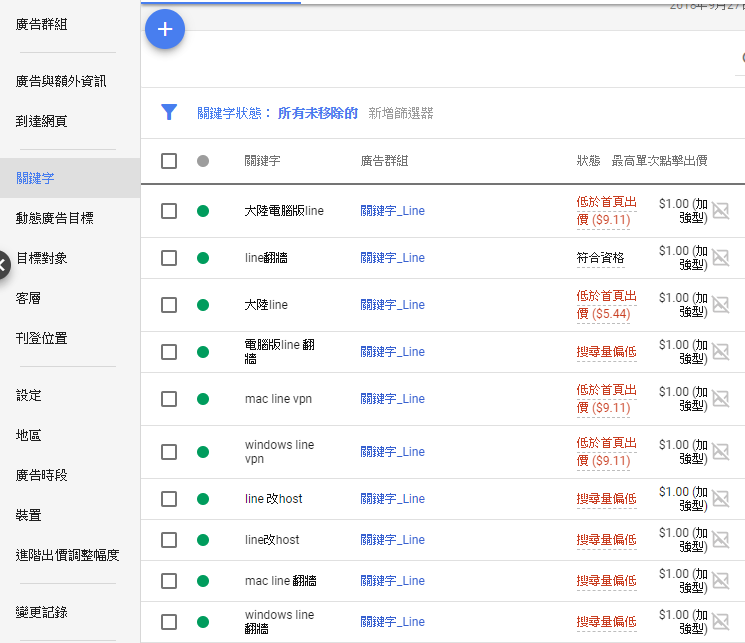 廣告群組
廣告與額外資訊
到達網頁
關鍵字
動態廣告目標
目標對象
客層
刊登位置
設定
地區
廣告時段
裝置
進階出價調整幅度
變更記錄
關鍵字狀態： 所有未移除的 新增篩選器
關鍵字 廣告群組 狀態 最高單次點擊出價
大陸電腦版line 關鍵字_Line 低於首頁出 $1.00 (加
價 ($9.11) 強型)
line翻牆 關鍵字_Line 符合資格 $1.00 (加
強型)
大陸line 關鍵字_Line 低於首頁出 $1.00 (加
價 ($5.44) 強型)
電腦版line 翻 關鍵字_Line 搜尋量偏低 $1.00 (加
牆 強型)
mac line vpn 關鍵字_Line 低於首頁出 $1.00 (加
價 ($9.11) 強型)
windows line 關鍵字_Line 低於首頁出 $1.00 (加
vpn 價 ($9.11) 強型)
line 改host 關鍵字_Line 搜尋量偏低 $1.00 (加
強型)
line改host 關鍵字_Line 搜尋量偏低 $1.00 (加
強型)
mac line 翻牆 關鍵字_Line 搜尋量偏低 $1.00 (加
強型)
windows line 關鍵字_Line 搜尋量偏低 $1.00 (加
翻牆 強型)